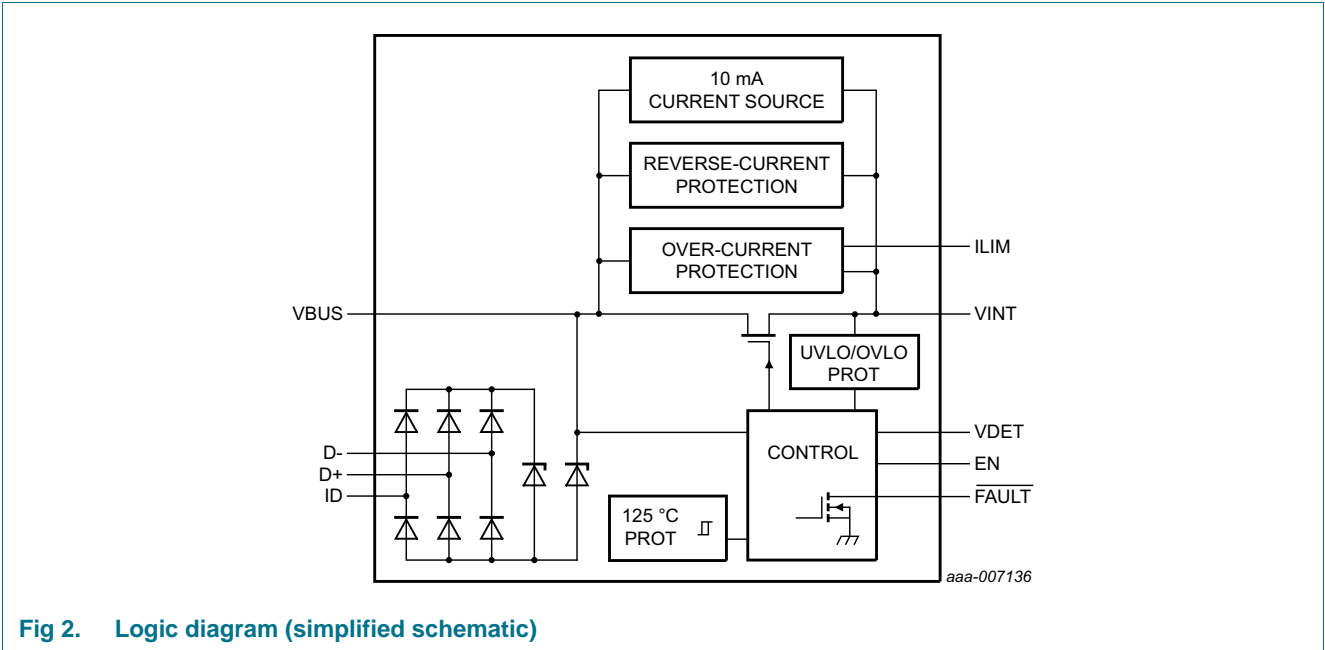 10 mA
CURRENT SOURCE
REVERSE-CURRENT
PROTECTION
OVER-CURRENT
PROTECTION
ILIM
VBUS
VINT
UVLO/OVLO
PROT
VDET
CONTROL
D-
EN
D+
ID
FAULT
125 °C
PROT
aaa-007136
Fig 2. Logic diagram (simplified schematic)